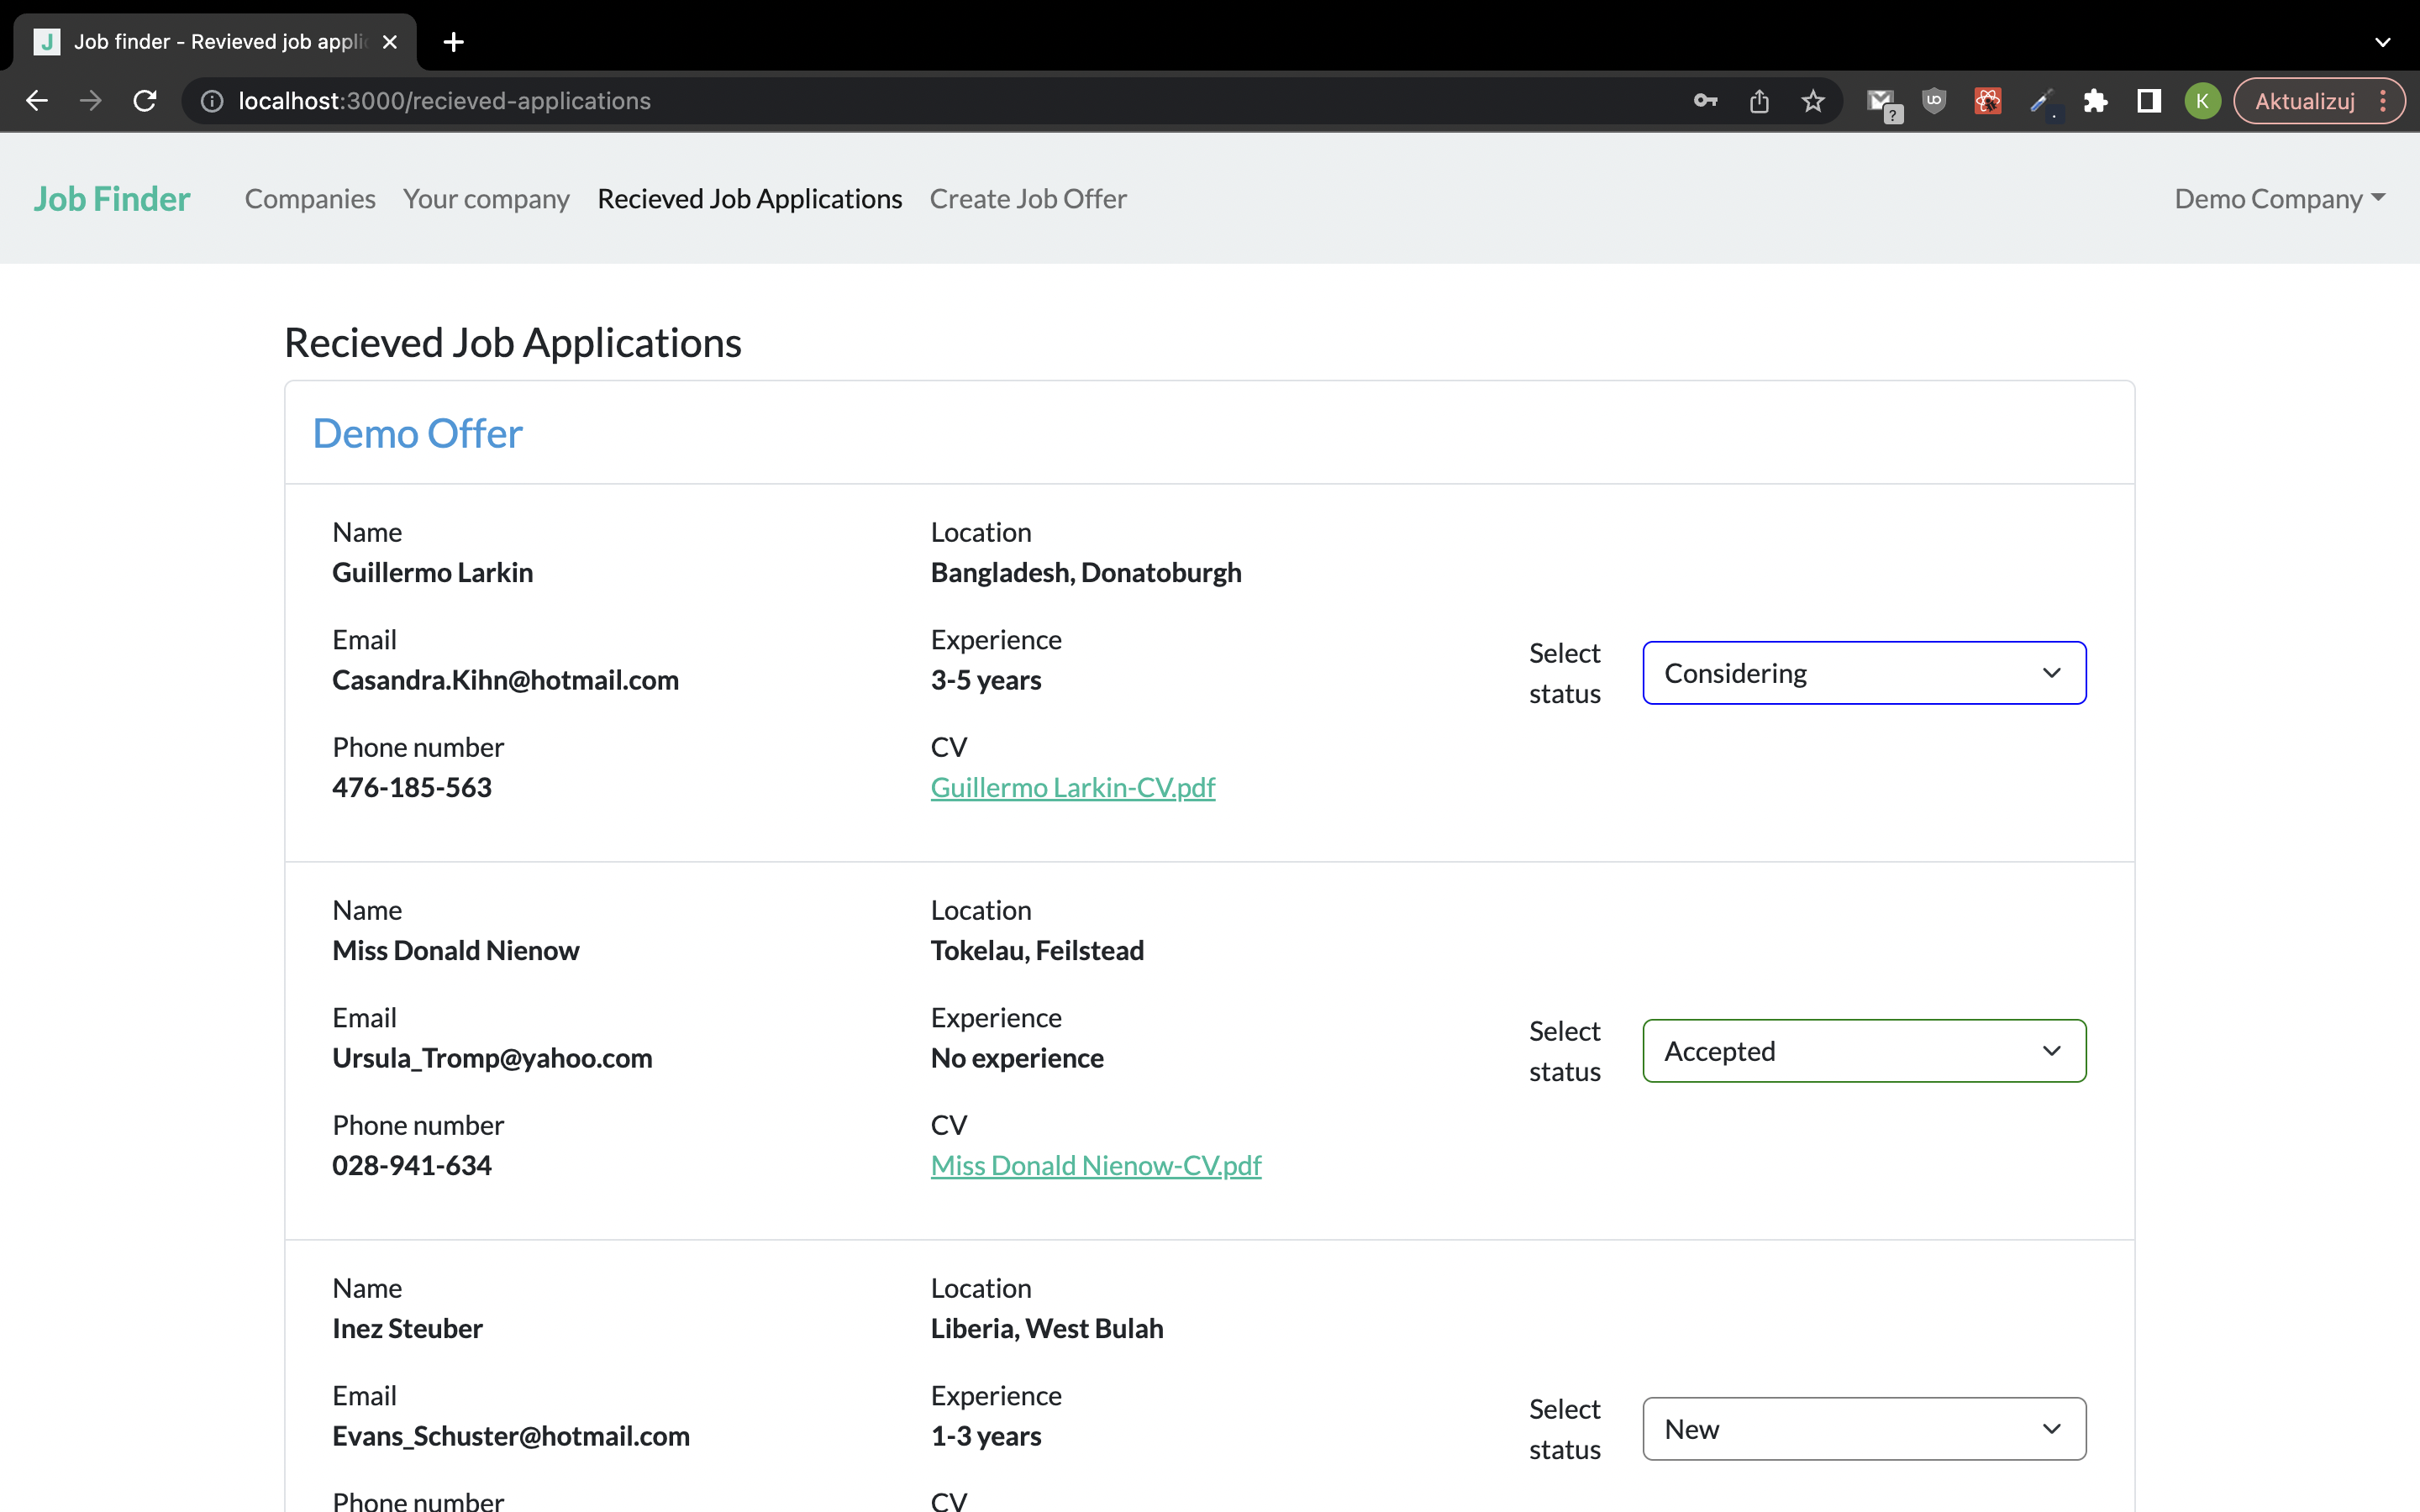 Job finder - Revieved job appli
localhost:3000/recieved-applications
K
Aktualizuj
Job Finder
Companies
Your company
Recieved Job Applications
Create Job Offer
Demo Company
Recieved Job Applications
Demo Offer
Name
Guillermo Larkin
Location
Bangladesh, Donatoburgh
Email
Casandra.Kihn@hotmail.com
Experience
3-5 years
Phone number
476-185-563
CV
Guillermo Larkin-CV.pdf
Select
status
Considering
Name
Miss Donald Nienow
Location
Tokelau, Feilstead
Email
Ursula_Tromp@yahoo.com
Experience
No experience
Phone number
028-941-634
CV
Miss Donald Nienow-CV.pdf
Select
status
Accepted
Name
Inez Steuber
Location
Liberia, West Bulah
Email
Evans_Schuster@hotmail.com
Experience
1-3 years
Phone number
CV
Select
status
New